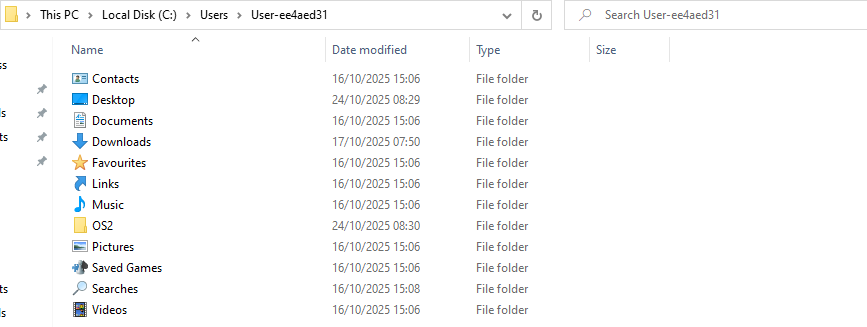 This PC > Local Disk (C:) > Users > User-ee4aed31 Search User-ee4aed31
Name Date modified Type Size
Contacts 16/10/2025 15:06 File folder
Desktop 24/10/2025 08:29 File folder
Documents 16/10/2025 15:06 File folder
Downloads 17/10/2025 07:50 File folder
Favourites 16/10/2025 15:06 File folder
Links 16/10/2025 15:06 File folder
Music 16/10/2025 15:06 File folder
OS2 24/10/2025 08:30 File folder
Pictures 16/10/2025 15:06 File folder
Saved Games 16/10/2025 15:06 File folder
Searches 16/10/2025 15:08 File folder
Videos 16/10/2025 15:06 File folder